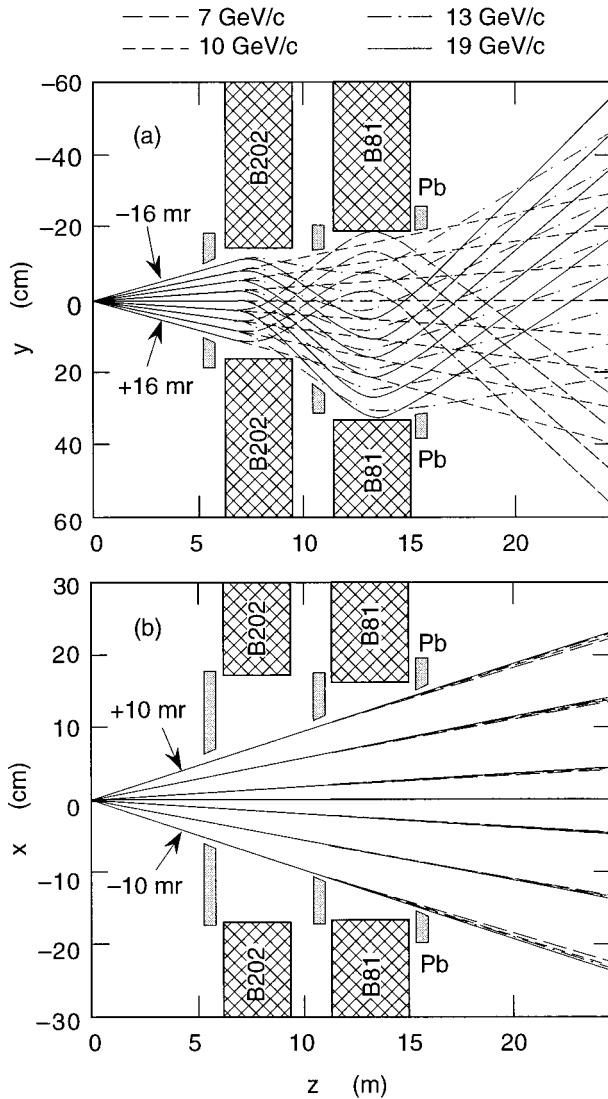 7 GeV/c 13 GeV/c
10 GeV/c 19 GeV/c
(a)
–60
–40
–20
0
20
40
60
y (cm)
B202
B81
Pb
–16 mr
+16 mr
B202
B81
Pb
0 5 10 15 20
(b)
30
20
10
0
–10
–20
–30
x (cm)
B202
B81
Pb
+10 mr
–10 mr
B202
B81
Pb
0 5 10 15 20
z (m)